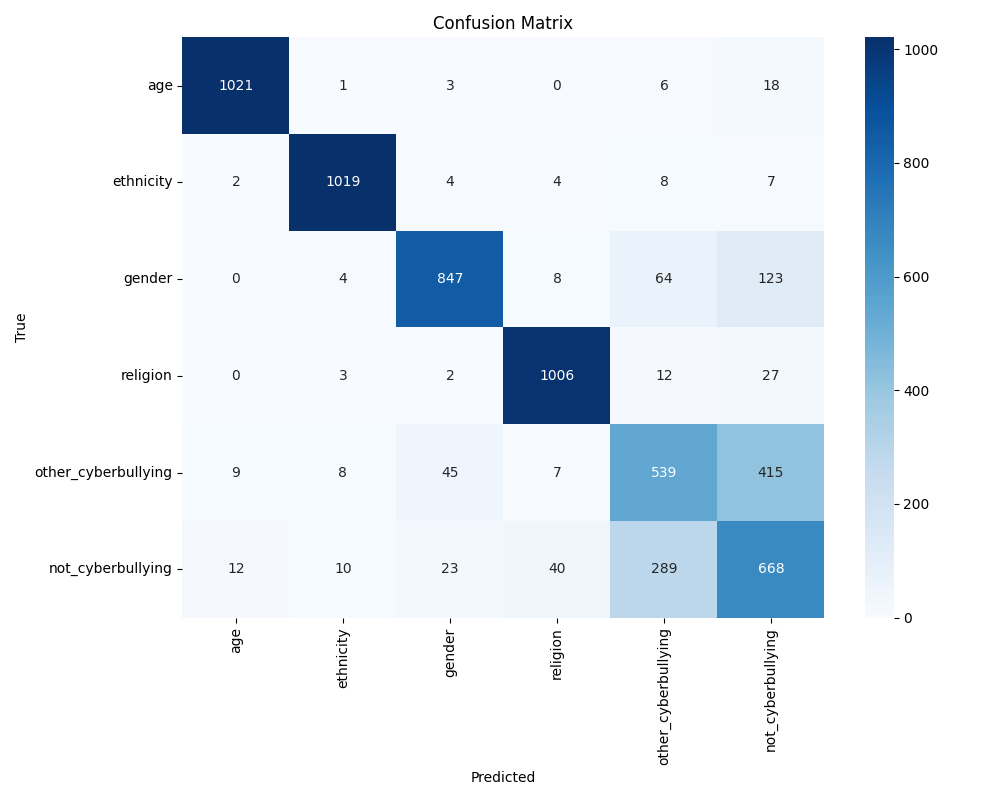 Confusion Matrix
True
age 1021 1 3 0 6 18
ethnicity 2 1019 4 4 8 7
gender 0 4 847 8 64 123
religion 0 3 2 1006 12 27
other_cyberbullying 9 8 45 7 539 415
not_cyberbullying 12 10 23 40 289 668
age ethnicity gender religion other_cyberbullying not_cyberbullying
Predicted
1000
800
600
400
200
0